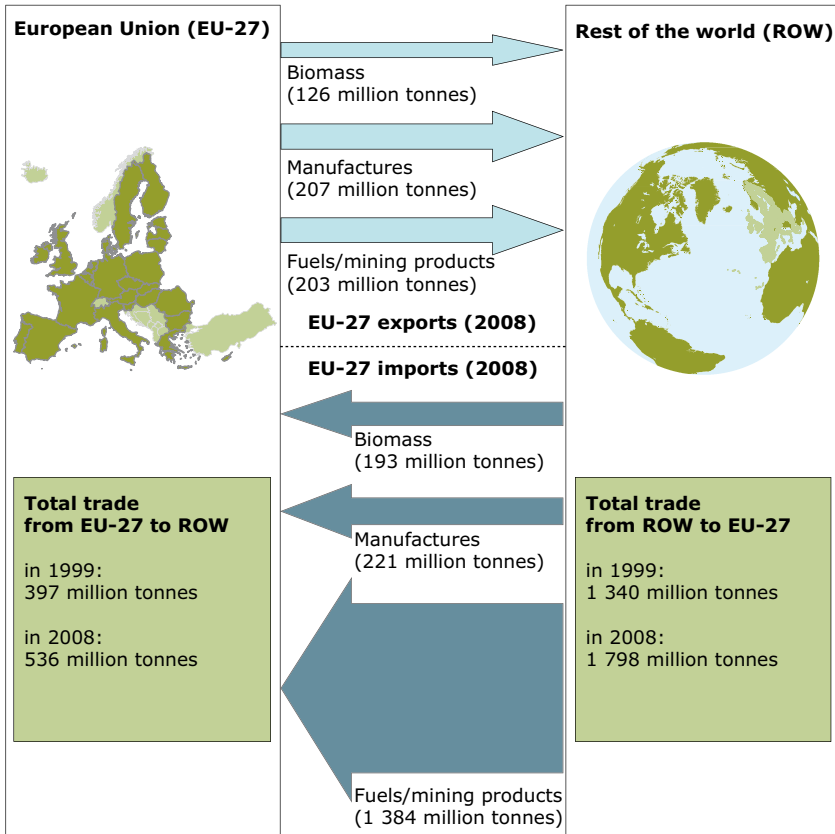 European Union (EU-27)
Rest of the world (ROW)
Biomass
(126 million tonnes)
Manufactures
(207 million tonnes)
Fuels/mining products
(203 million tonnes)
EU-27 exports (2008)
EU-27 imports (2008)
Biomass
(193 million tonnes)
Manufactures
(221 million tonnes)
Fuels/mining products
(1 384 million tonnes)
Total trade
from EU-27 to ROW
in 1999:
397 million tonnes
in 2008:
536 million tonnes
Total trade
from ROW to EU-27
in 1999:
1 340 million tonnes
in 2008:
1 798 million tonnes